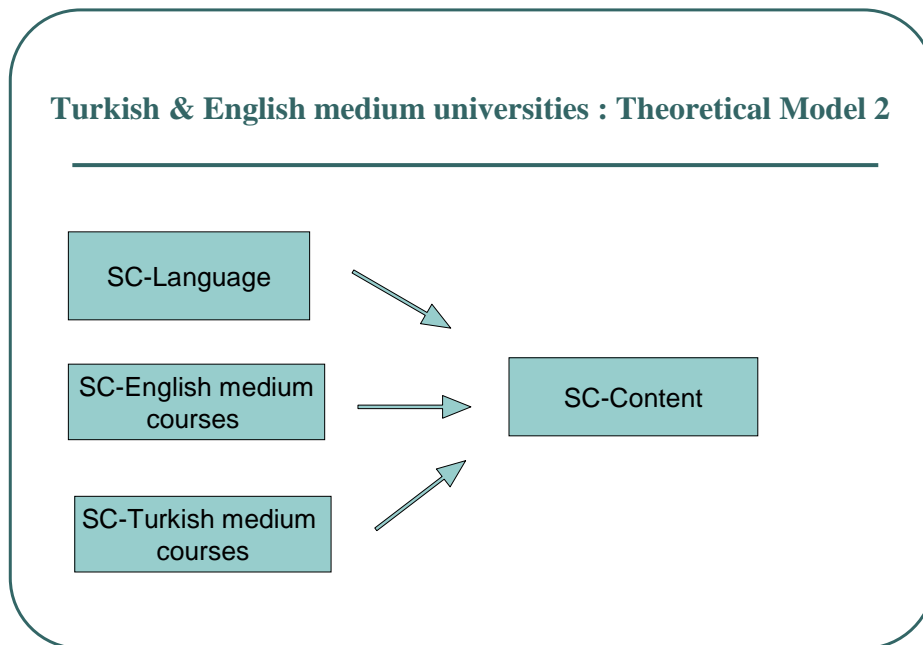 Turkish & English medium universities : Theoretical Model 2
SC-Language
SC-English medium
courses
SC-Content
SC-Turkish medium
courses